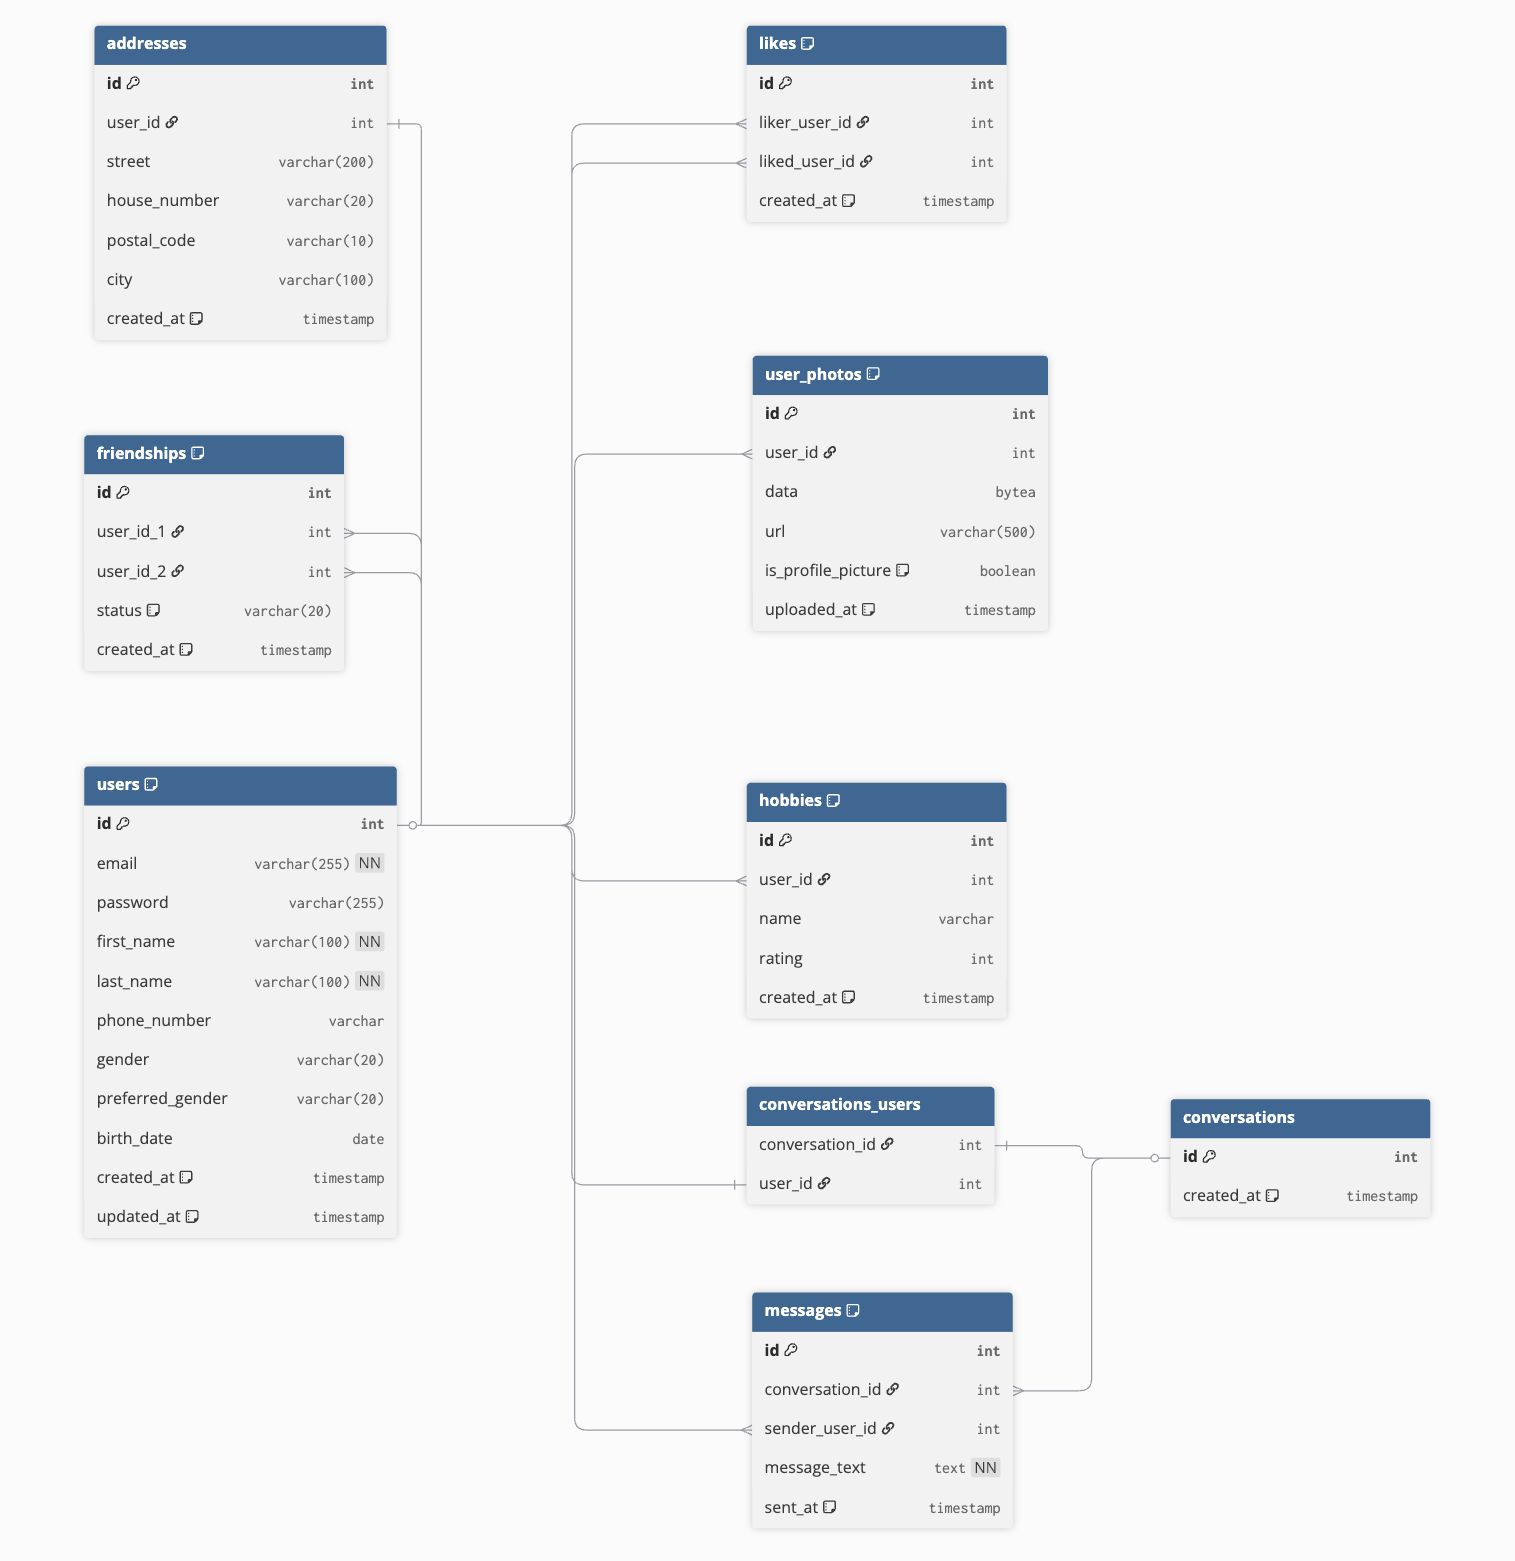 addresses
id int
user_id int
street varchar(200)
house_number varchar(20)
postal_code varchar(10)
city varchar(100)
created_at timestamp
likes
id int
liker_user_id int
liked_user_id int
created_at timestamp
user_photos
id int
user_id int
data bytea
url varchar(500)
is_profile_picture boolean
uploaded_at timestamp
friendships
id int
user_id_1 int
user_id_2 int
status varchar(20)
created_at timestamp
users
id int
email varchar(255) NN
password varchar(255)
first_name varchar(100) NN
last_name varchar(100) NN
phone_number varchar
gender varchar(20)
preferred_gender varchar(20)
birth_date date
created_at timestamp
updated_at timestamp
hobbies
id int
user_id int
name varchar
rating int
created_at timestamp
conversations_users
conversation_id int
user_id int
conversations
id int
created_at timestamp
messages
id int
conversation_id int
sender_user_id int
message_text text NN
sent_at timestamp